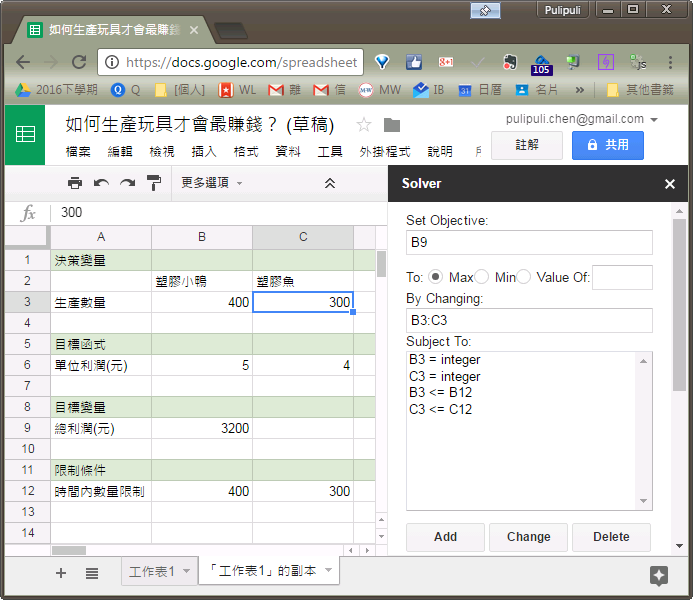 Pulipuli
如何生產玩具才會最賺錢
https://docs.google.com/spreadsheet
105
js
2016下學期 Q [個人] WL 離 信 MW IB 31 日曆 名片 » 其他書籤
如何生產玩具才會最賺錢？ (草稿)
pulipuli.chen@gmail.com
檔案 編輯 檢視 插入 格式 資料 工具 外掛程式 說明
註解 共用
更多選項
fx 300
Solver
A B C
1 決策變量
2 塑膠小鴨 塑膠魚
3 生產數量 400 300
4
5 目標函式
6 單位利潤(元) 5 4
7
8 目標變量
9 總利潤(元) 3200
10
11 限制條件
12 時間內數量限制 400 300
13
14
Set Objective:
B9
To: Max Min Value Of:
By Changing:
B3:C3
Subject To:
B3 = integer
C3 = integer
B3 <= B12
C3 <= C12
Add Change Delete
工作表1 「工作表1」的副本